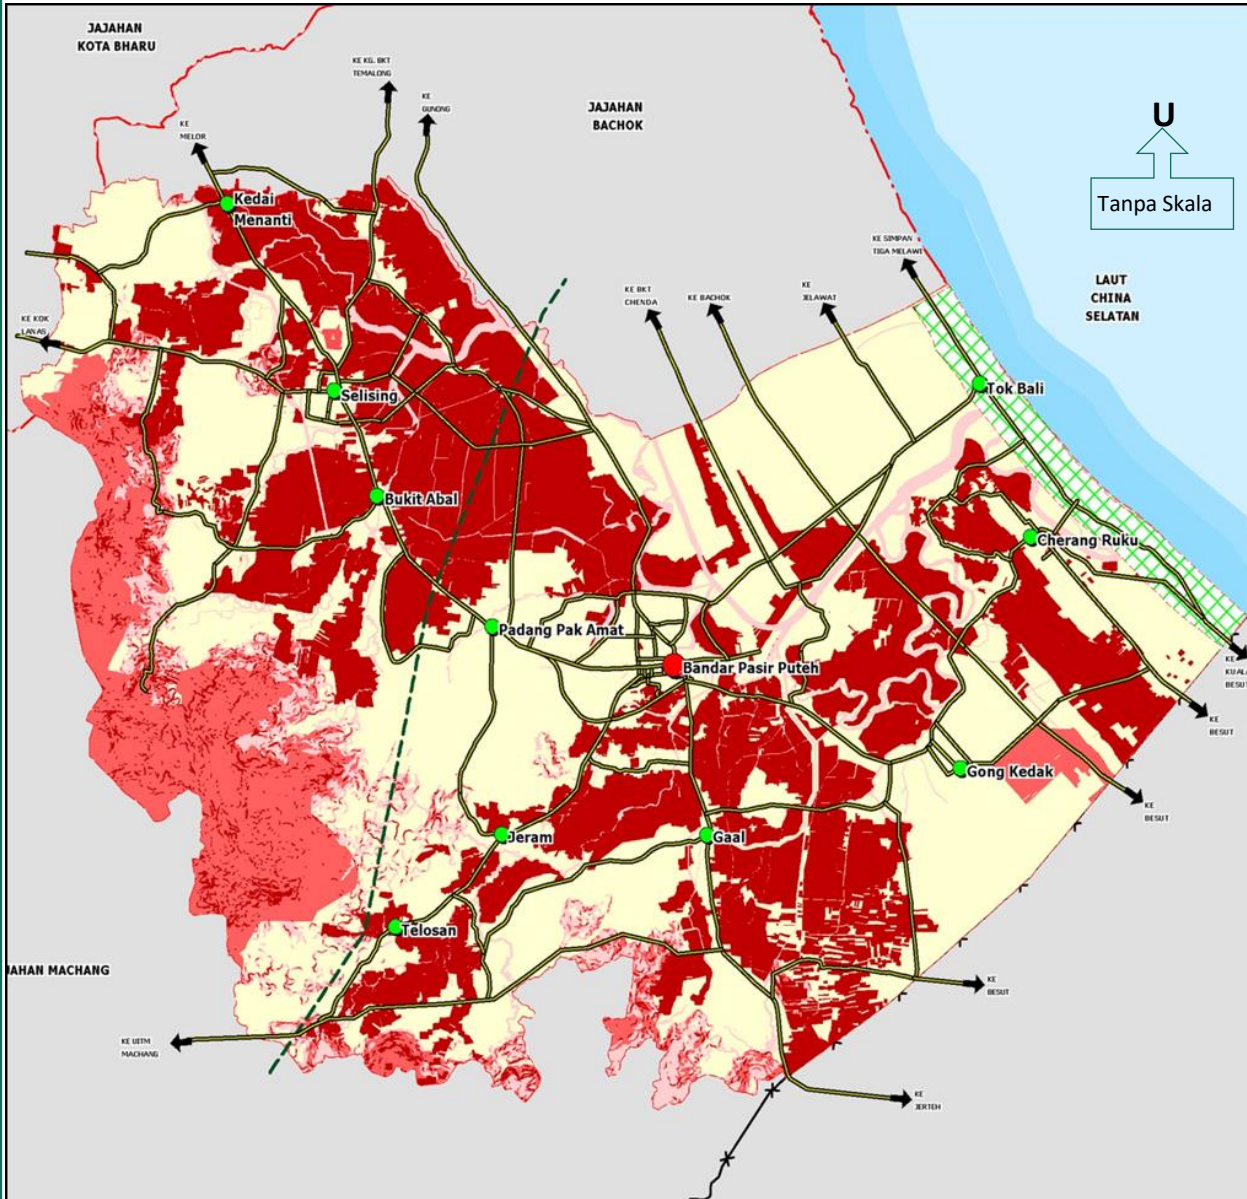 JAJAHAN
KOTA BHARU
KE KG. BKT
TEMALONG
KE
GUNONG
JAJAHAN
BACHOK
U
Tanpa Skala
KE
MELOR
Kedai
Menanti
KE SIMPAN
TIGA MELAWI
LAUT
CHINA
SELATAN
KE BKT
CHENDA
KE BACHOK
KE
JELAWAT
KE KOK
LANAS
Selising
Tok Bali
Bukit Abal
Cherang Ruku
Padang Pak Amat
Bandar Pasir Puteh
KE
KUALA
BESUT
KE
BESUT
Gong Kedak
KE
BESUT
Jeram
Gaal
Telosan
JAHAN MACHANG
KE
BESUT
KE UITM
MACHANG
KE
JERTEH